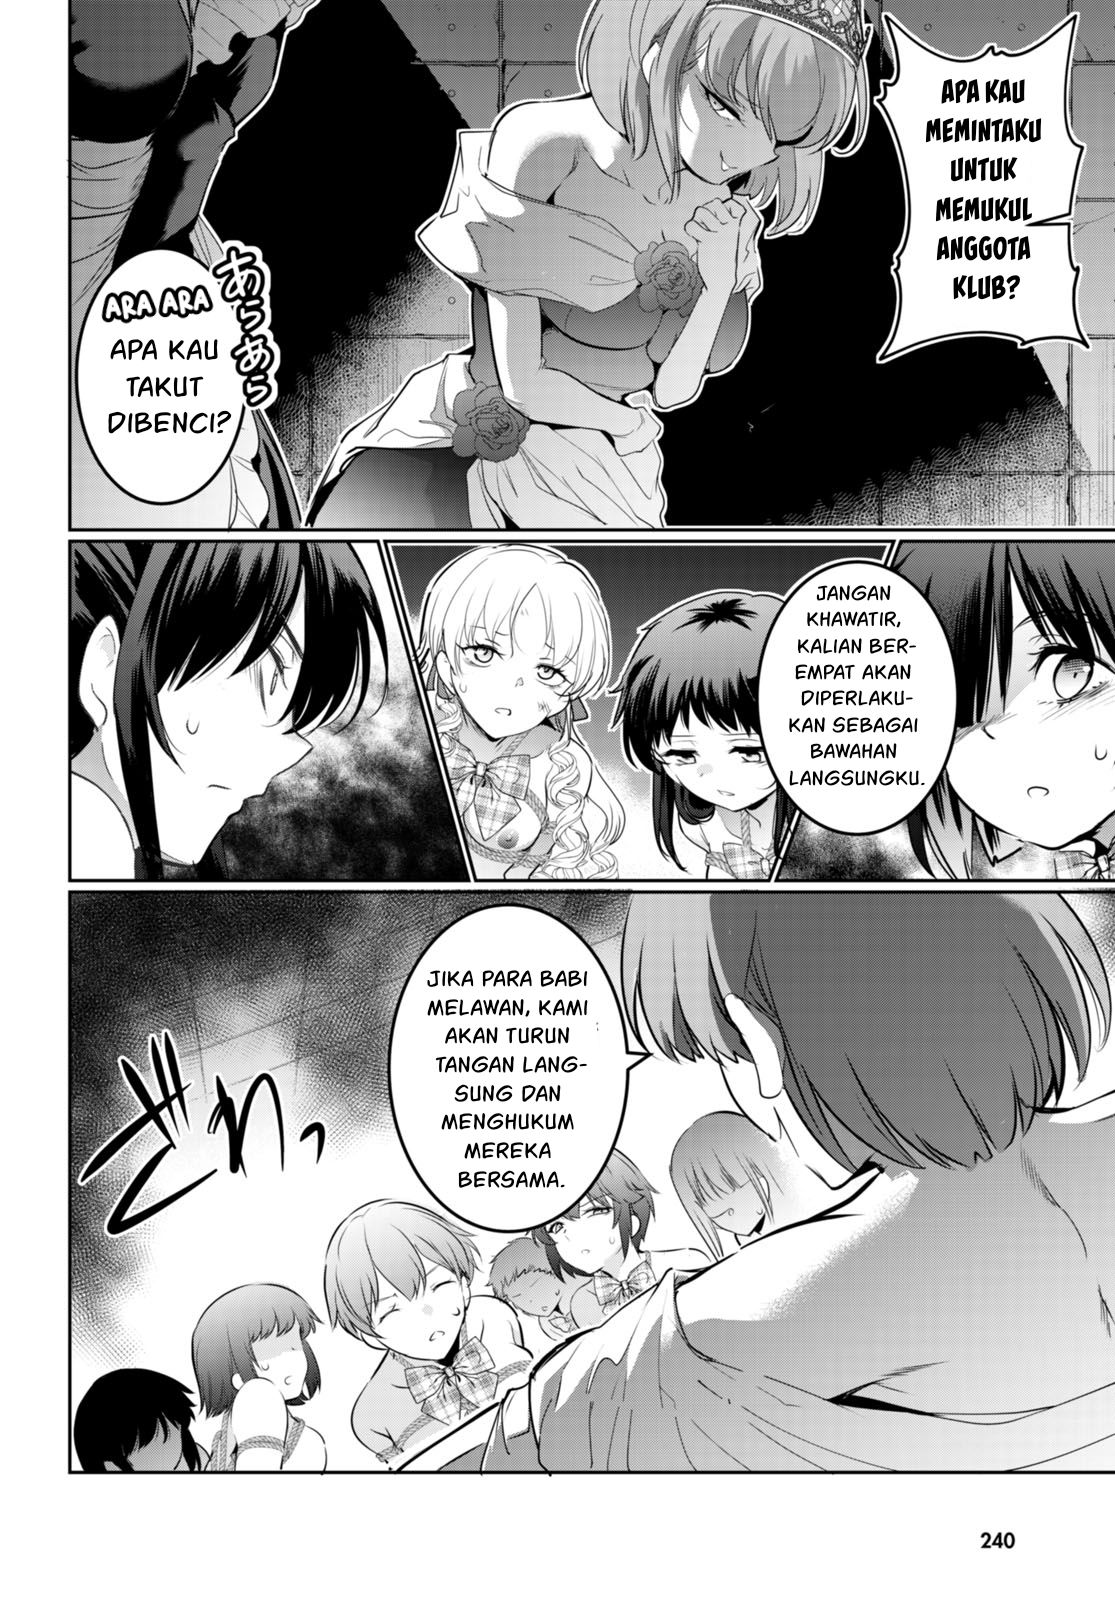 APA KAU
MEMINTAKU
UNTUK
MEMUKUL
ANGGOTA
KLUB?
あらあら
ARA ARA
APA KAU
TAKUT
DIBENCI?
JANGAN
KHAWATIR,
KALIAN BER-
EMPAT AKAN
DIPERLAKU-
KAN SEBAGAI
BAWAHAN
LANGSUNGKU.
JIKA PARA BABI
MELAWAN, KAMI
AKAN TURUN
TANGAN LANG-
SUNG DAN
MENGHUKUM
MEREKA
BERSAMA.
ざわっ
240